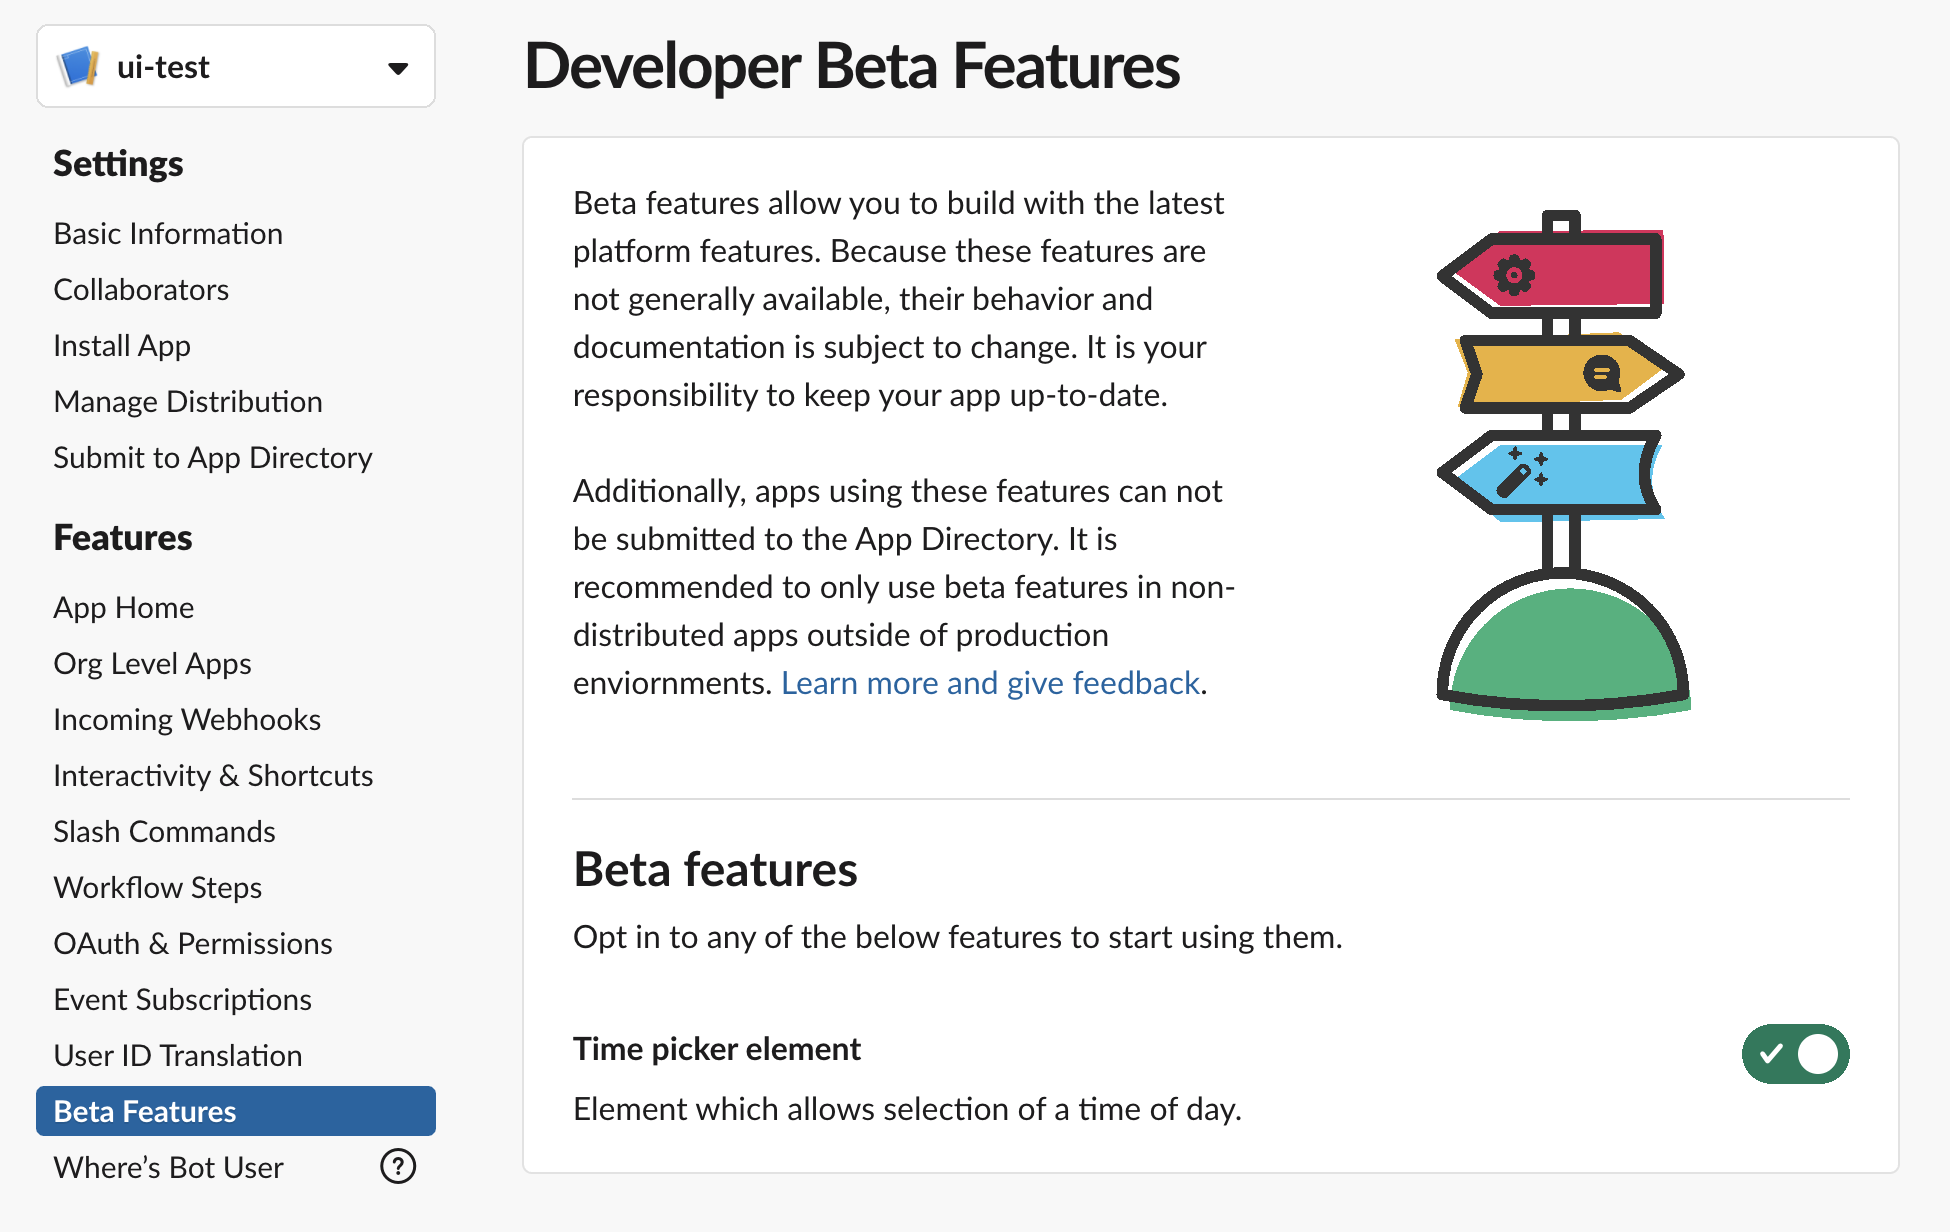 ui-test
Settings
Basic Information
Collaborators
Install App
Manage Distribution
Submit to App Directory
Features
App Home
Org Level Apps
Incoming Webhooks
Interactivity & Shortcuts
Slash Commands
Workflow Steps
OAuth & Permissions
Event Subscriptions
User ID Translation
Beta Features
Where’s Bot User
?
Developer Beta Features
Beta features allow you to build with the latest
platform features. Because these features are
not generally available, their behavior and
documentation is subject to change. It is your
responsibility to keep your app up-to-date.
Additionally, apps using these features can not
be submitted to the App Directory. It is
recommended to only use beta features in non-
distributed apps outside of production
enviornments. Learn more and give feedback.
Beta features
Opt in to any of the below features to start using them.
Time picker element
Element which allows selection of a time of day.